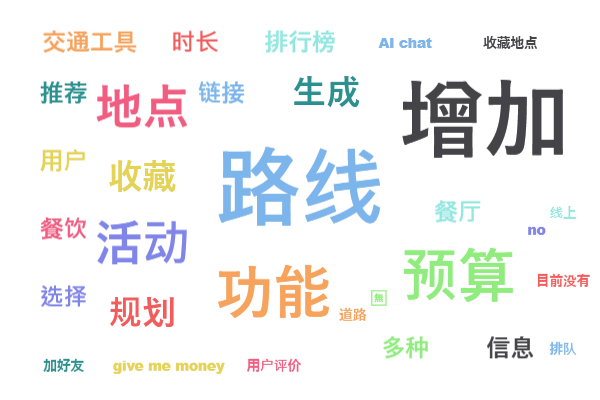 交通工具 时长 排行榜 AI chat 收藏地点
推荐 地点 链接 生成 增加
用户 收藏 路线
餐厅 线上
餐饮 活动 no
选择 规划 功能 無 道路 预算 目前没有
多种 信息 排队
加好友 give me money 用户评价